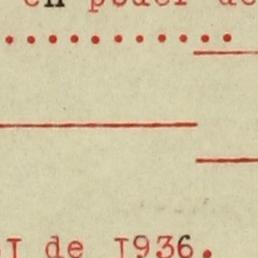 en poder de
....................
de 1936.